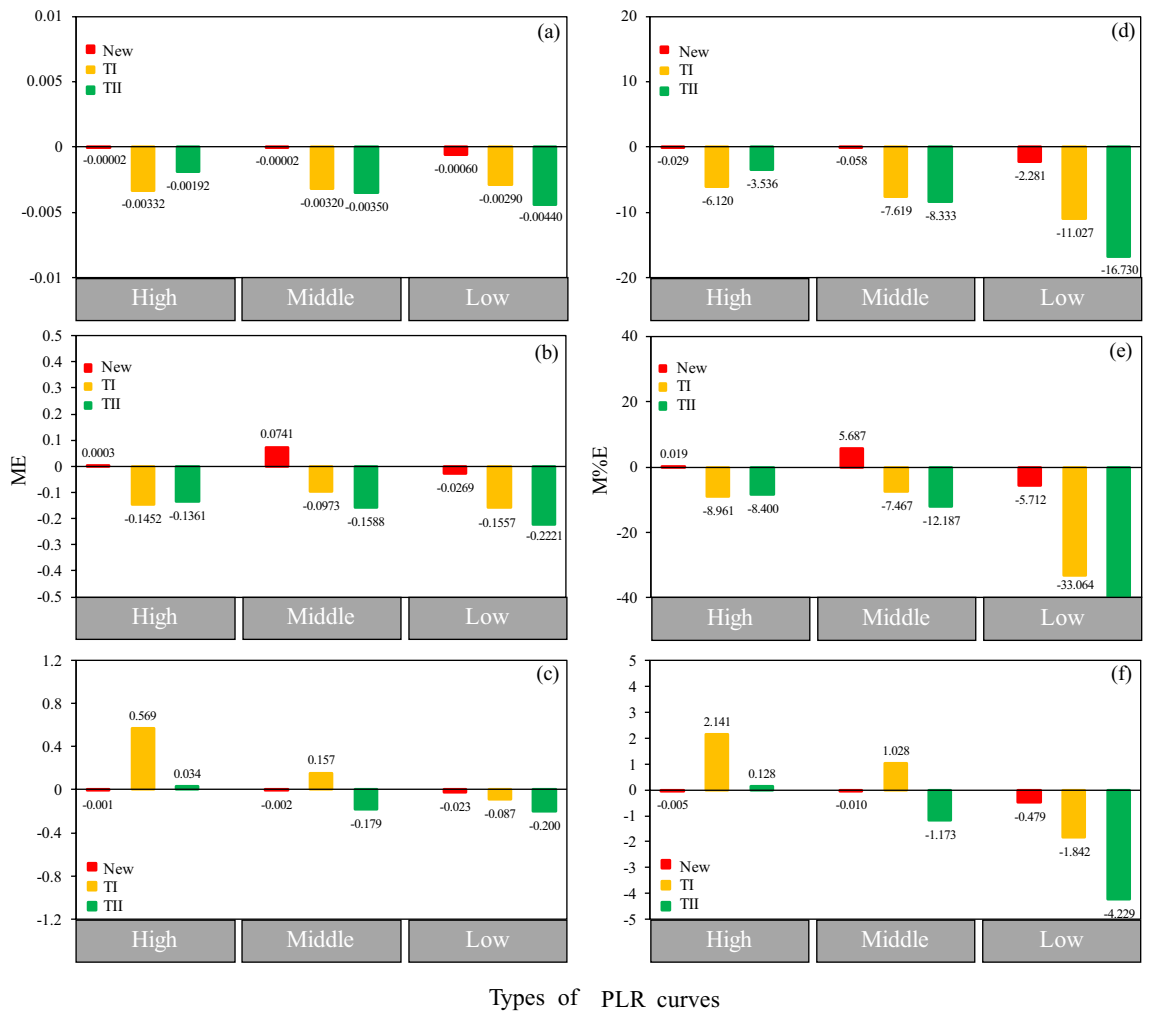 (a)
New
TI
TII
0.01
0.005
0
-0.005
-0.01
-0.00002
-0.00332
-0.00192
-0.00002
-0.00320
-0.00350
-0.00060
-0.00290
-0.00440
High Middle Low
(d)
New
TI
TII
20
10
0
-10
-20
-0.029
-6.120
-3.536
-0.058
-7.619
-8.333
-2.281
-11.027
-16.730
High Middle Low
ME
(b)
New
TI
TII
0.5
0.4
0.3
0.2
0.1
0
-0.1
-0.2
-0.3
-0.4
-0.5
0.0003
-0.1452
-0.1361
0.0741
-0.0973
-0.1588
-0.0269
-0.1557
-0.2221
High Middle Low
M%E
(e)
New
TI
TII
40
20
0
-20
-40
0.019
-8.961
-8.400
5.687
-7.467
-12.187
-5.712
-33.064
High Middle Low
(c)
1.2
0.8
0.4
0
-0.4
-0.8
-1.2
-0.001
0.569
0.034
-0.002
0.157
-0.179
-0.023
-0.087
-0.200
New
TI
TII
High Middle Low
(f)
5
4
3
2
1
0
-1
-2
-3
-4
-5
-0.005
2.141
0.128
-0.010
1.028
-1.173
-0.479
-1.842
-4.229
New
TI
TII
High Middle Low
Types of PLR curves